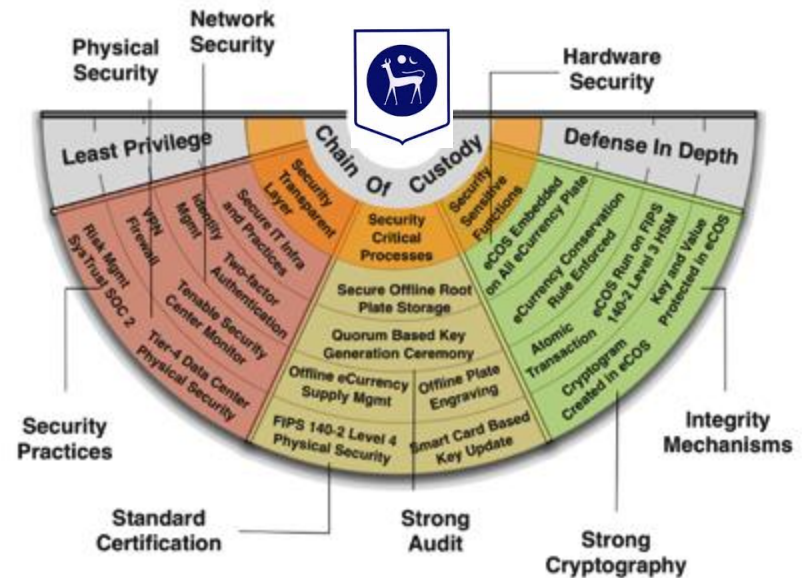 Network
Security
Physical
Security
Hardware
Security
Least Privilege
Chain Of Custody
Defense In Depth
Security
Transparent
Layer
Security
Critical
Processes
Security
Sensitive
Functions
Secure IT Infra
and Practices
Identity
Mgmt
Two-factor
Authentication
VPN
Firewall
Tenable Security
Center Monitor
Risk Mgmt
SysTrust SOC 2
Tier-4 Data Center
Physical Security
Secure Offline Root
Plate Storage
Quorum Based Key
Generation Ceremony
Offline eCurrency
Supply Mgmt
Offline Plate
Engraving
FIPS 140-2 Level 4
Physical Security
Smart Card Based
Key Update
eCOS Embedded
on All eCurrency Plate
eCurrency Conservation
Rule Enforced
eCOS Run on FIPS
140-2 Level 3 HSM
Atomic
Transaction
Key and Value
Protected in eCOS
Cryptogram
Created in eCOS
Security
Practices
Integrity
Mechanisms
Standard
Certification
Strong
Audit
Strong
Cryptography